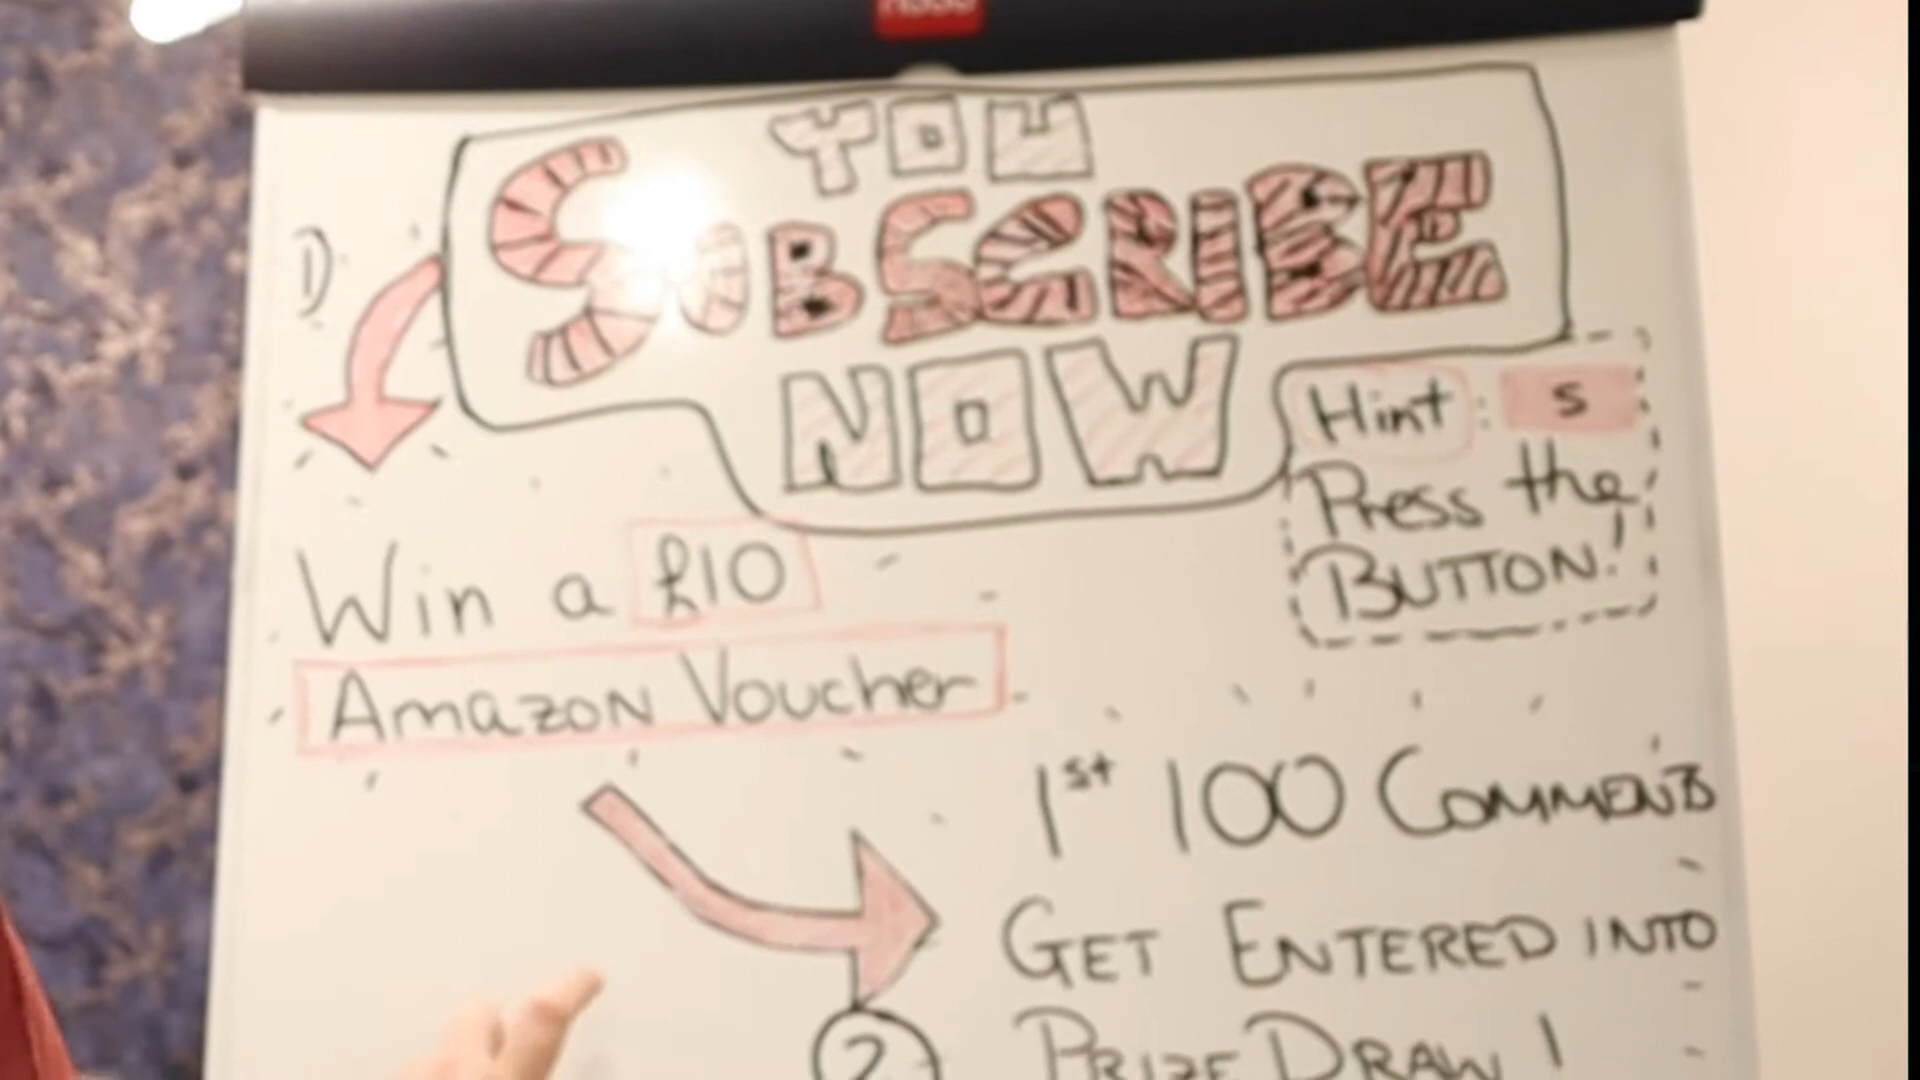 YOU
SUBSCRIBE
NOW
1)
Hint : S
Press the
BUTTON!
Win a £10
Amazon Voucher
1st 100 Comments
GET ENTERED INTO
2
PRIZE DRAW!